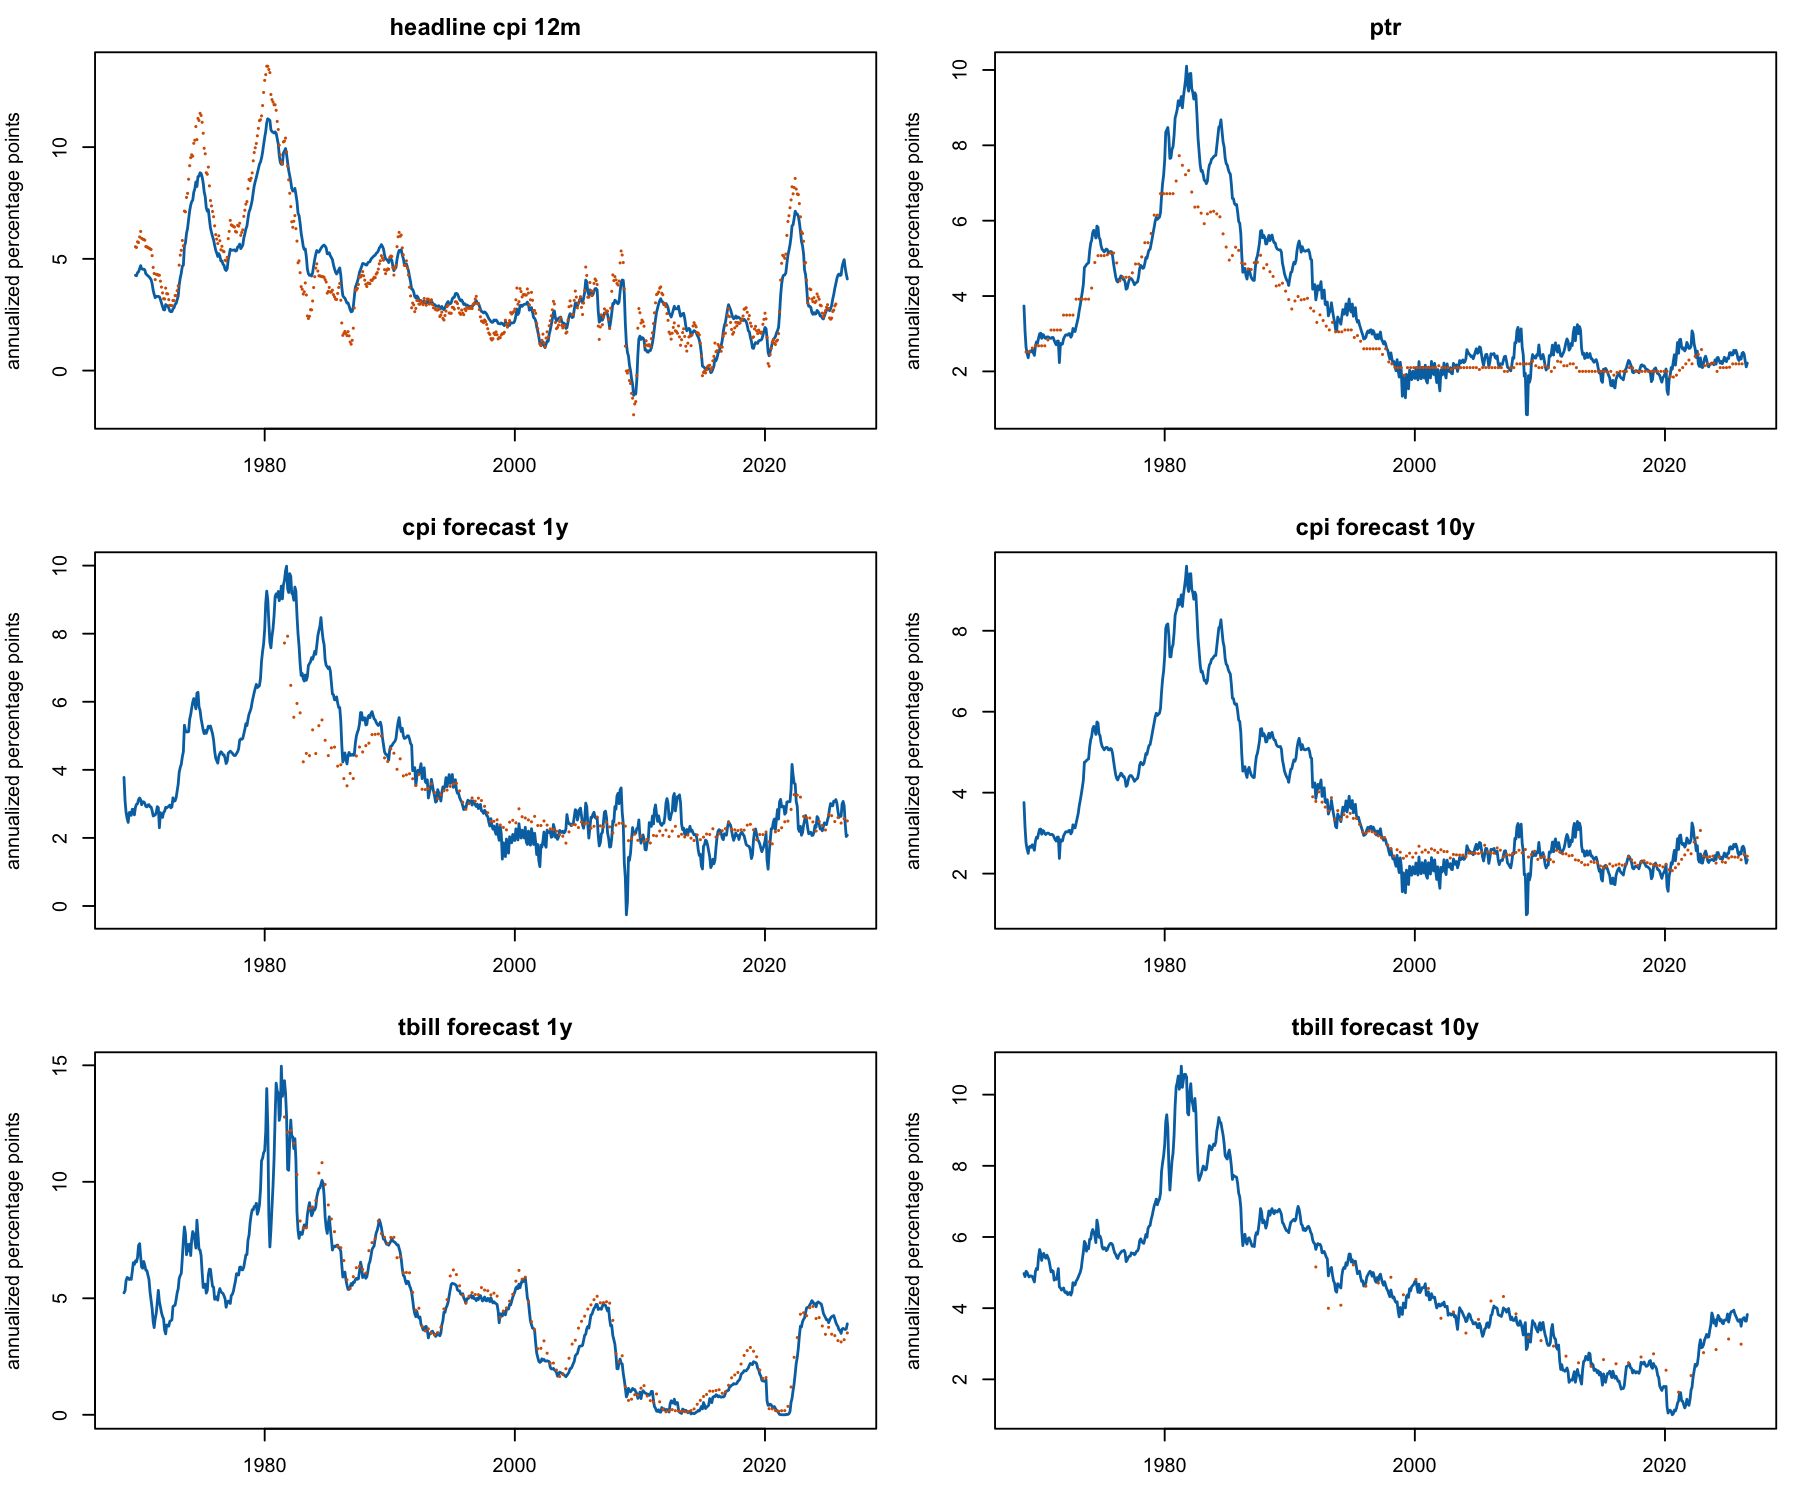 headline cpi 12m
annualized percentage points
10
5
0
1980 2000 2020
ptr
annualized percentage points
10
8
6
4
2
1980 2000 2020
cpi forecast 1y
annualized percentage points
10
8
6
4
2
0
1980 2000 2020
cpi forecast 10y
annualized percentage points
8
6
4
2
1980 2000 2020
tbill forecast 1y
annualized percentage points
15
10
5
0
1980 2000 2020
tbill forecast 10y
annualized percentage points
10
8
6
4
2
1980 2000 2020